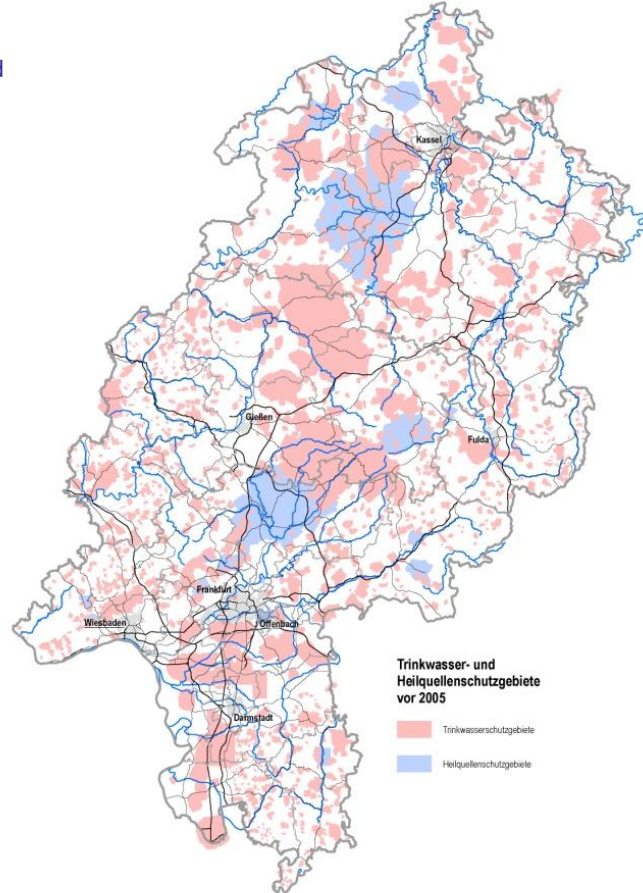 d
Kassel
Gießen
Fulda
Frankfurt
Offenbach
Wiesbaden
Darmstadt
Trinkwasser- und
Heilquellenschutzgebiete
vor 2005
Trinkwasserschutzgebiete
Heilquellenschutzgebiete